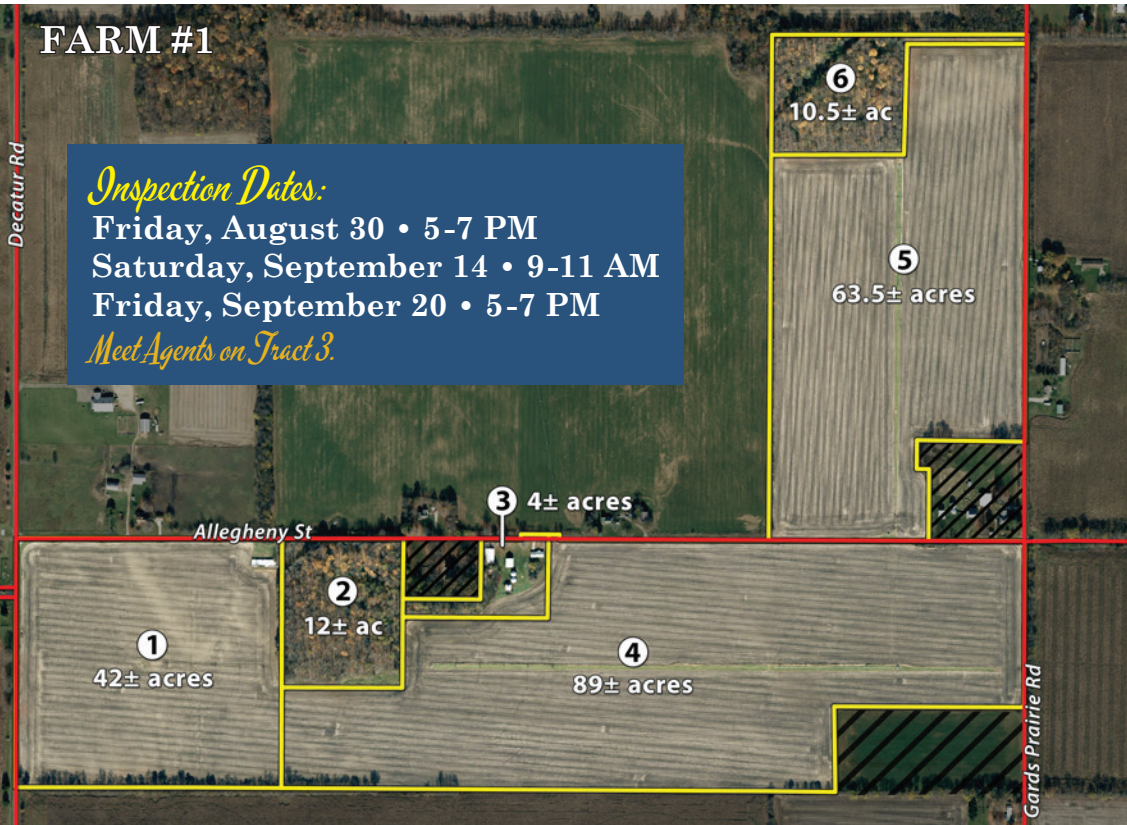 FARM #1
Decatur Rd
Inspection Dates:
Friday, August 30 • 5-7 PM
Saturday, September 14 • 9-11 AM
Friday, September 20 • 5-7 PM
Meet Agents on Tract 3.
6
10.5± ac
5
63.5± acres
3 4± acres
Allegheny St
2
12± ac
1
42± acres
4
89± acres
Gards Prairie Rd